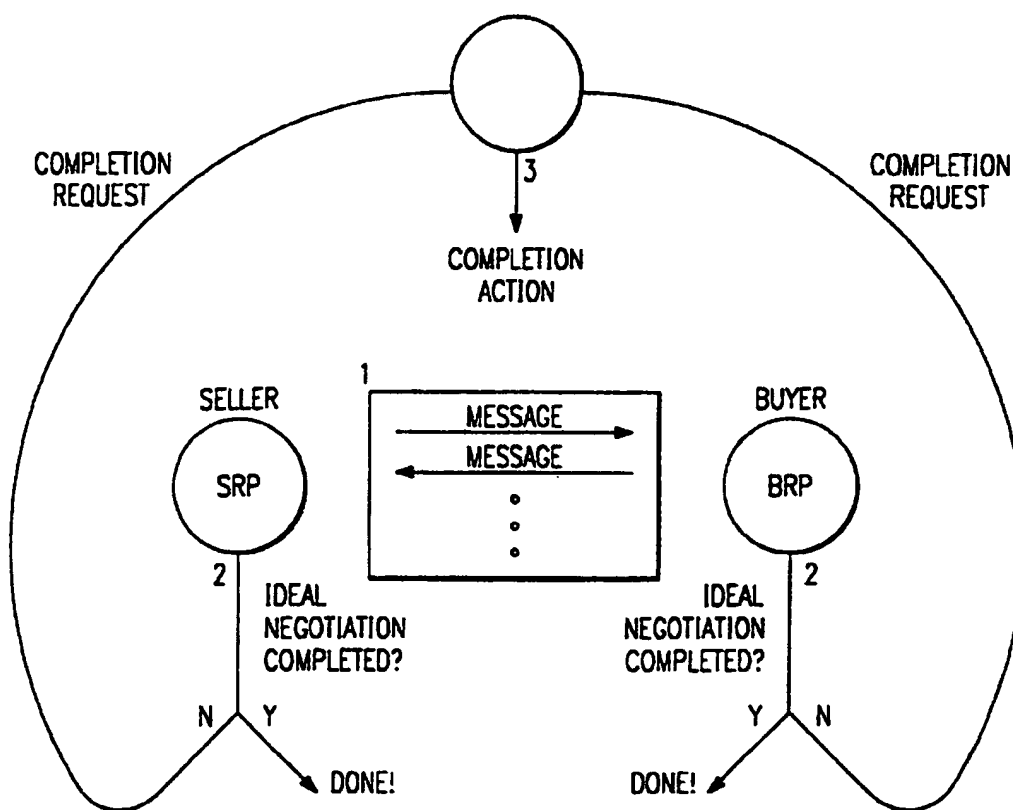 COMPLETION
REQUEST
COMPLETION
REQUEST
3
COMPLETION
ACTION
1
SELLER
BUYER
MESSAGE
MESSAGE
SRP
BRP
2
2
IDEAL
NEGOTIATION
COMPLETED?
IDEAL
NEGOTIATION
COMPLETED?
N Y
Y N
DONE!
DONE!